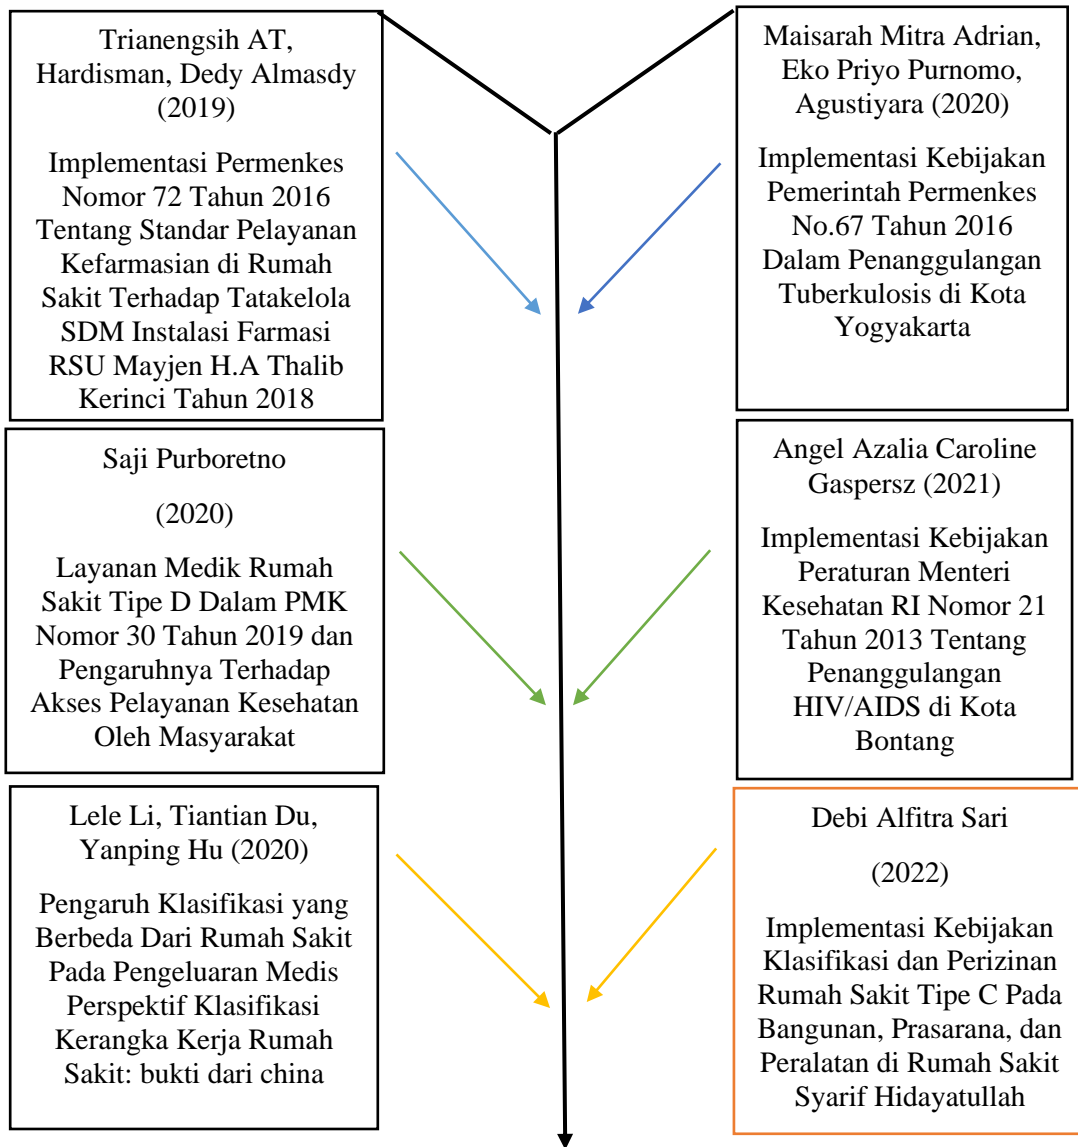 Trianengsih AT,
Hardisman, Dedy Almasdy
(2019)
Implementasi Permenkes
Nomor 72 Tahun 2016
Tentang Standar Pelayanan
Kefarmasian di Rumah
Sakit Terhadap Tatakelola
SDM Instalasi Farmasi
RSU Mayjen H.A Thalib
Kerinci Tahun 2018
Maisarah Mitra Adrian,
Eko Priyo Purnomo,
Agustiyara (2020)
Implementasi Kebijakan
Pemerintah Permenkes
No.67 Tahun 2016
Dalam Penanggulangan
Tuberkulosis di Kota
Yogyakarta
Saji Purboretno
(2020)
Layanan Medik Rumah
Sakit Tipe D Dalam PMK
Nomor 30 Tahun 2019 dan
Pengaruhnya Terhadap
Akses Pelayanan Kesehatan
Oleh Masyarakat
Angel Azalia Caroline
Gaspersz (2021)
Implementasi Kebijakan
Peraturan Menteri
Kesehatan RI Nomor 21
Tahun 2013 Tentang
Penanggulangan
HIV/AIDS di Kota
Bontang
Lele Li, Tiantian Du,
Yanping Hu (2020)
Pengaruh Klasifikasi yang
Berbeda Dari Rumah Sakit
Pada Pengeluaran Medis
Perspektif Klasifikasi
Kerangka Kerja Rumah
Sakit: bukti dari china
Debi Alfitra Sari
(2022)
Implementasi Kebijakan
Klasifikasi dan Perizinan
Rumah Sakit Tipe C Pada
Bangunan, Prasarana, dan
Peralatan di Rumah Sakit
Syarif Hidayatullah